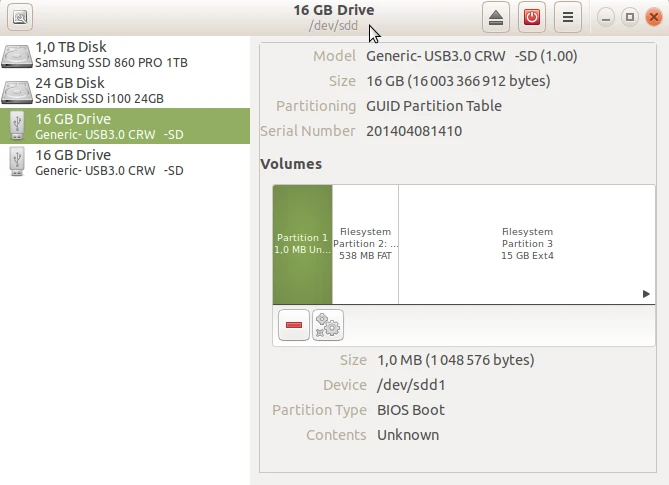 16 GB Drive
/dev/sdd
1,0 TB Disk
Samsung SSD 860 PRO 1TB
24 GB Disk
SanDisk SSD i100 24GB
16 GB Drive
Generic- USB3.0 CRW -SD
16 GB Drive
Generic- USB3.0 CRW -SD
Model Generic- USB3.0 CRW -SD (1.00)
Size 16 GB (16 003 366 912 bytes)
Partitioning GUID Partition Table
Serial Number 201404081410
Volumes
Partition 1
1,0 MB Un...
Filesystem
Partition 2: ...
538 MB FAT
Filesystem
Partition 3
15 GB Ext4
Size 1,0 MB (1 048 576 bytes)
Device /dev/sdd1
Partition Type BIOS Boot
Contents Unknown